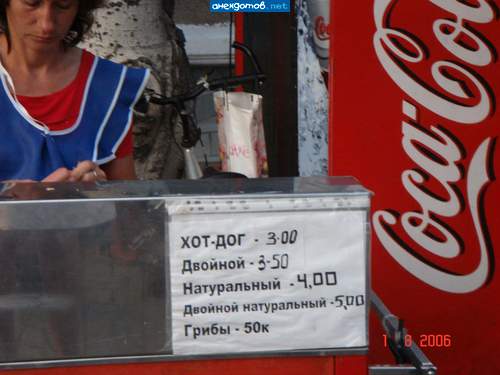 анекдотов.net
Coca-Cola
ХОТ-ДОГ - 3-00
Двойной - 3-50
Натуральный - 4,00
Двойной натуральный - 5,00
Грибы - 50к
1 8 2006